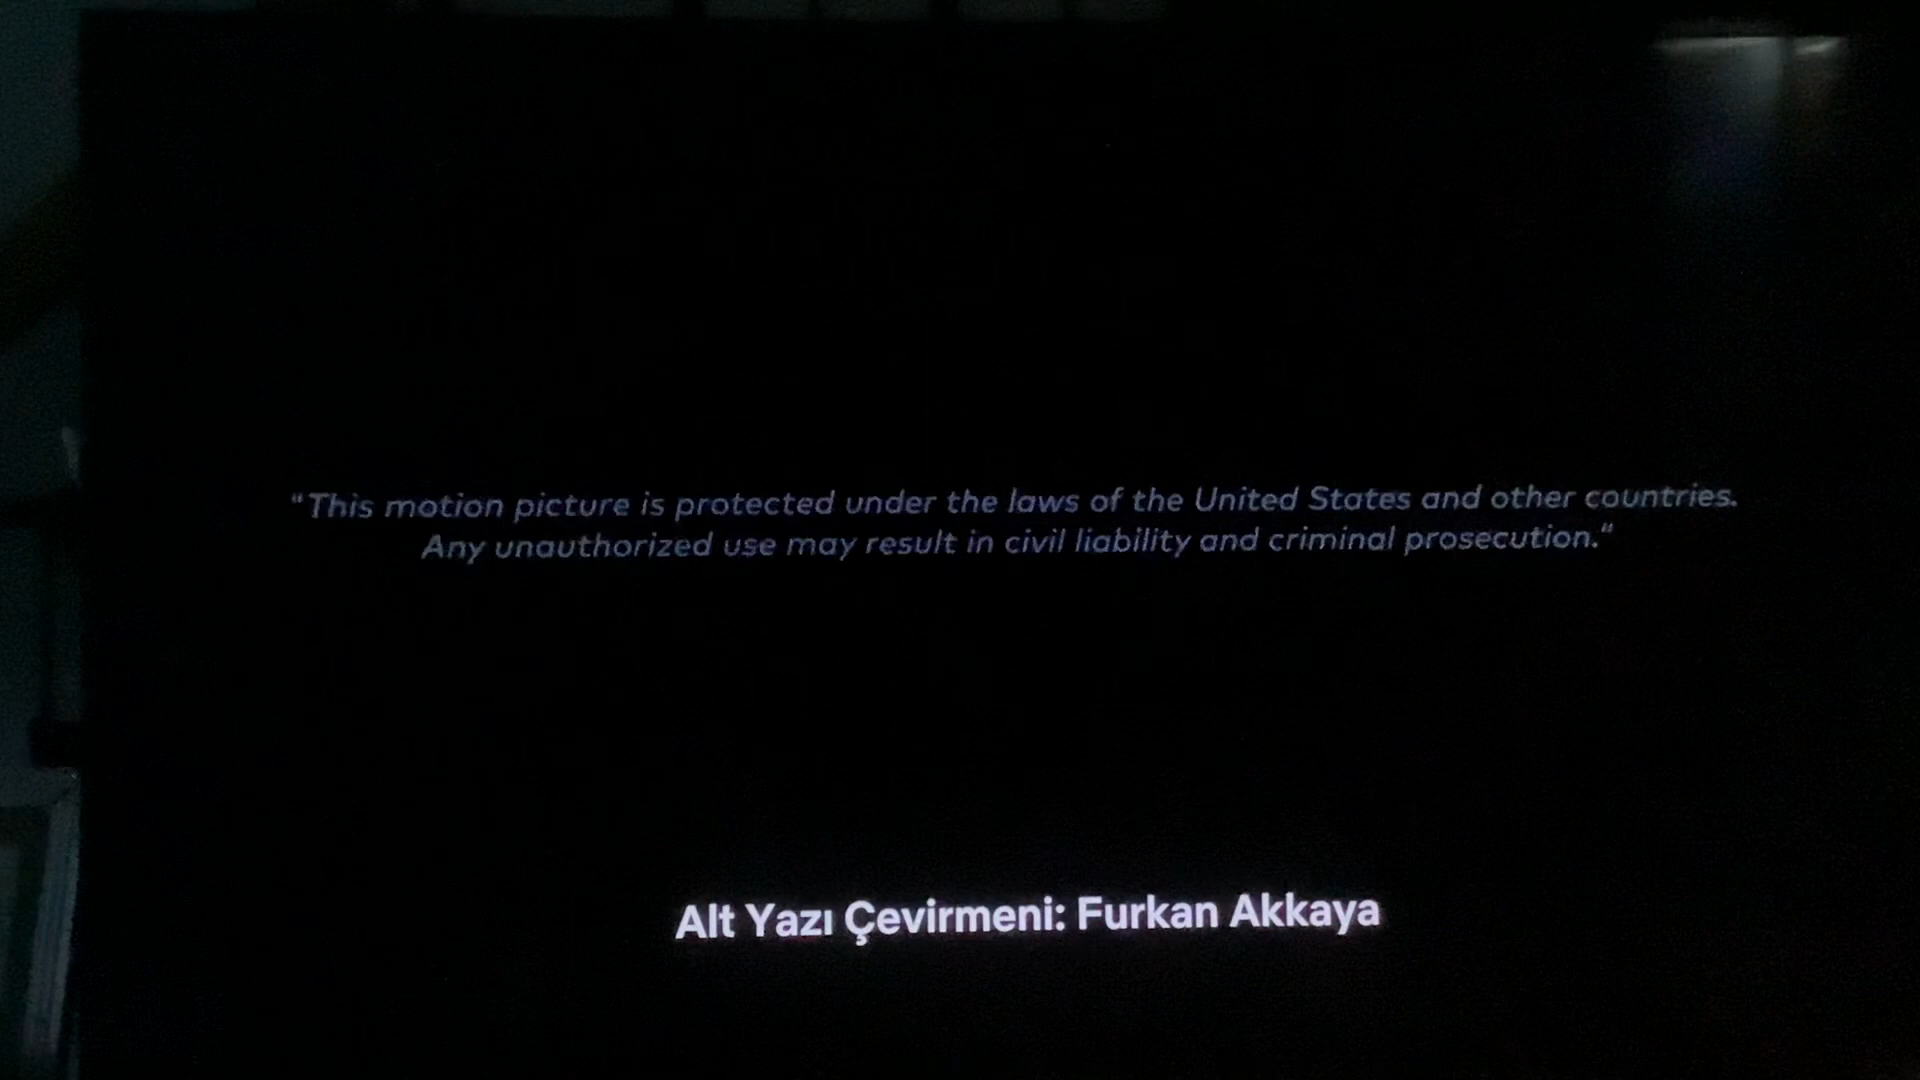 “This motion picture is protected under the laws of the United States and other countries.
Any unauthorized use may result in civil liability and criminal prosecution.“
Alt Yazı Çevirmeni: Furkan Akkaya